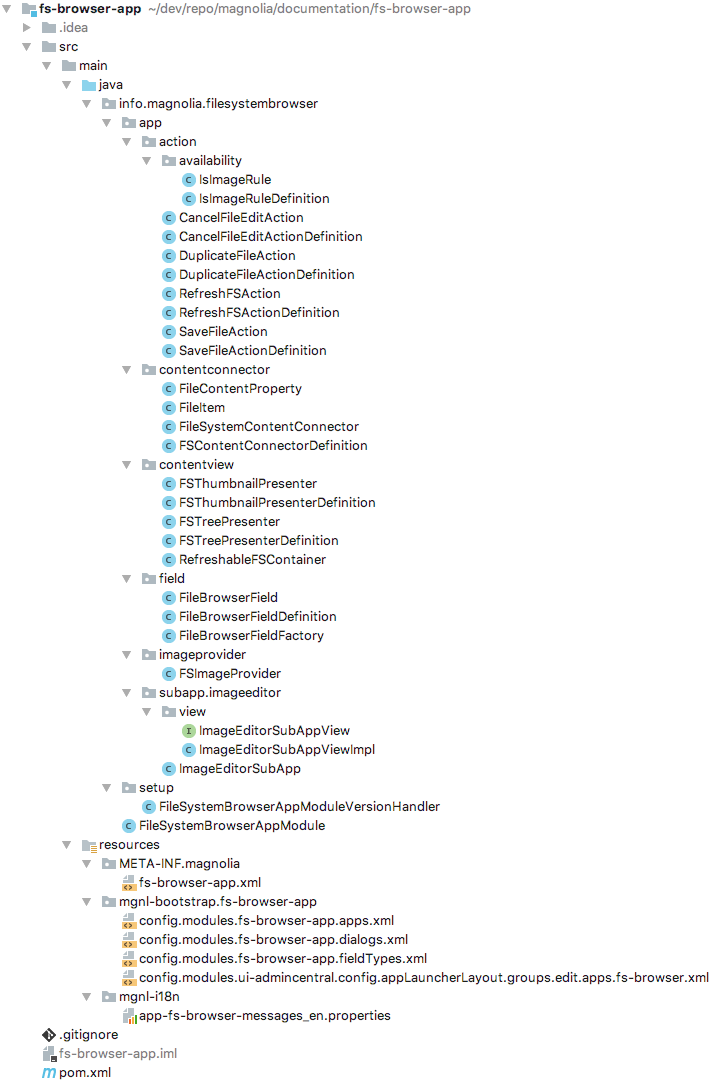 fs-browser-app ~/dev/repo/magnolia/documentation/fs-browser-app
.idea
src
main
java
info.magnolia.filesystembrowser
app
action
availability
C IsImageRule
C IsImageRuleDefinition
C CancelFileEditAction
C CancelFileEditActionDefinition
C DuplicateFileAction
C DuplicateFileActionDefinition
C RefreshFSAction
C RefreshFSActionDefinition
C SaveFileAction
C SaveFileActionDefinition
contentconnector
C FileContentProperty
C FileItem
C FileSystemContentConnector
C FSContentConnectorDefinition
contentview
C FSThumbnailPresenter
C FSThumbnailPresenterDefinition
C FSTreePresenter
C FSTreePresenterDefinition
C RefreshableFSContainer
field
C FileBrowserField
C FileBrowserFieldDefinition
C FileBrowserFieldFactory
imageprovider
C FSImageProvider
subapp.imageeditor
view
I ImageEditorSubAppView
C ImageEditorSubAppViewImpl
C ImageEditorSubApp
setup
C FileSystemBrowserAppModuleVersionHandler
C FileSystemBrowserAppModule
resources
META-INF.magnolia
fs-browser-app.xml
mgnl-bootstrap.fs-browser-app
config.modules.fs-browser-app.apps.xml
config.modules.fs-browser-app.dialogs.xml
config.modules.fs-browser-app.fieldTypes.xml
config.modules.ui-admincentral.config.appLauncherLayout.groups.edit.apps.fs-browser.xml
mgnl-i18n
app-fs-browser-messages_en.properties
.gitignore
fs-browser-app.iml
m pom.xml